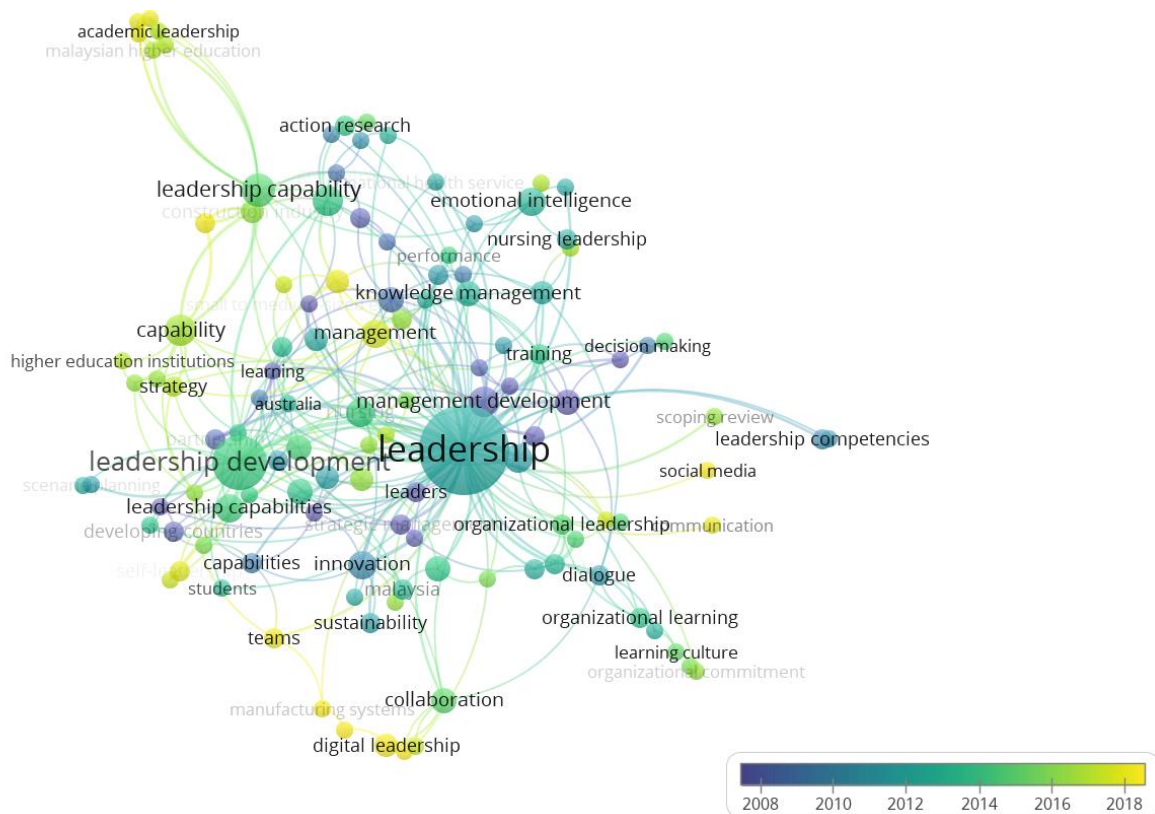 academic leadership
malaysian higher education
action research
national health service
leadership capability
emotional intelligence
construction industry
nursing leadership
performance
knowledge management
small to medium
capability
management
decision making
training
higher education institutions
learning
strategy
australia
management development
nursing
scoping review
leadership competencies
leadership
leadership development
social media
scenario planning
leaders
leadership capabilities
organizational leadership
communication
developing countries
capabilities
innovation
dialogue
students
malaysia
organizational learning
sustainability
teams
learning culture
organizational commitment
collaboration
manufacturing systems
digital leadership
2008 2010 2012 2014 2016 2018